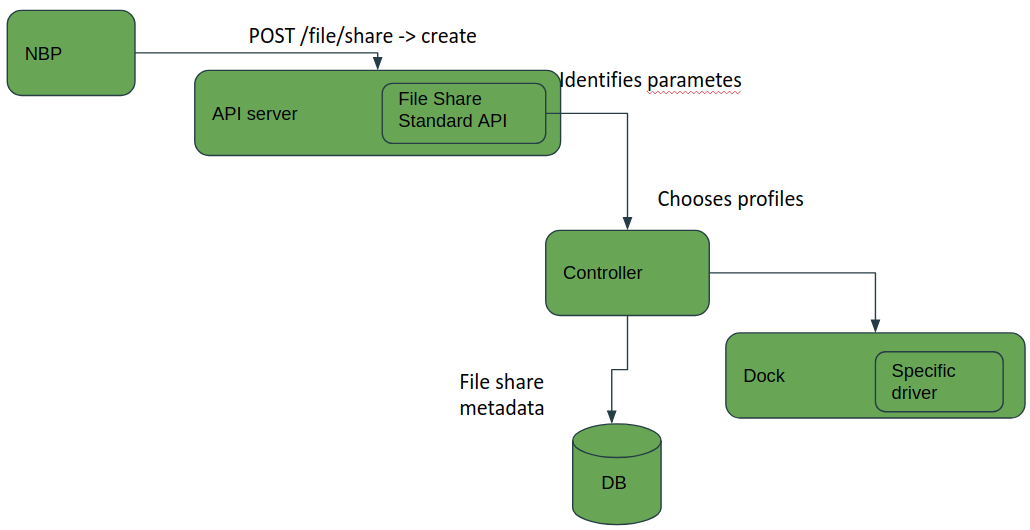 POST /file/share -> create
NBP
Identifies parametes
File Share
Standard API
API server
Chooses profiles
Controller
Specific
driver
Dock
File share
metadata
DB